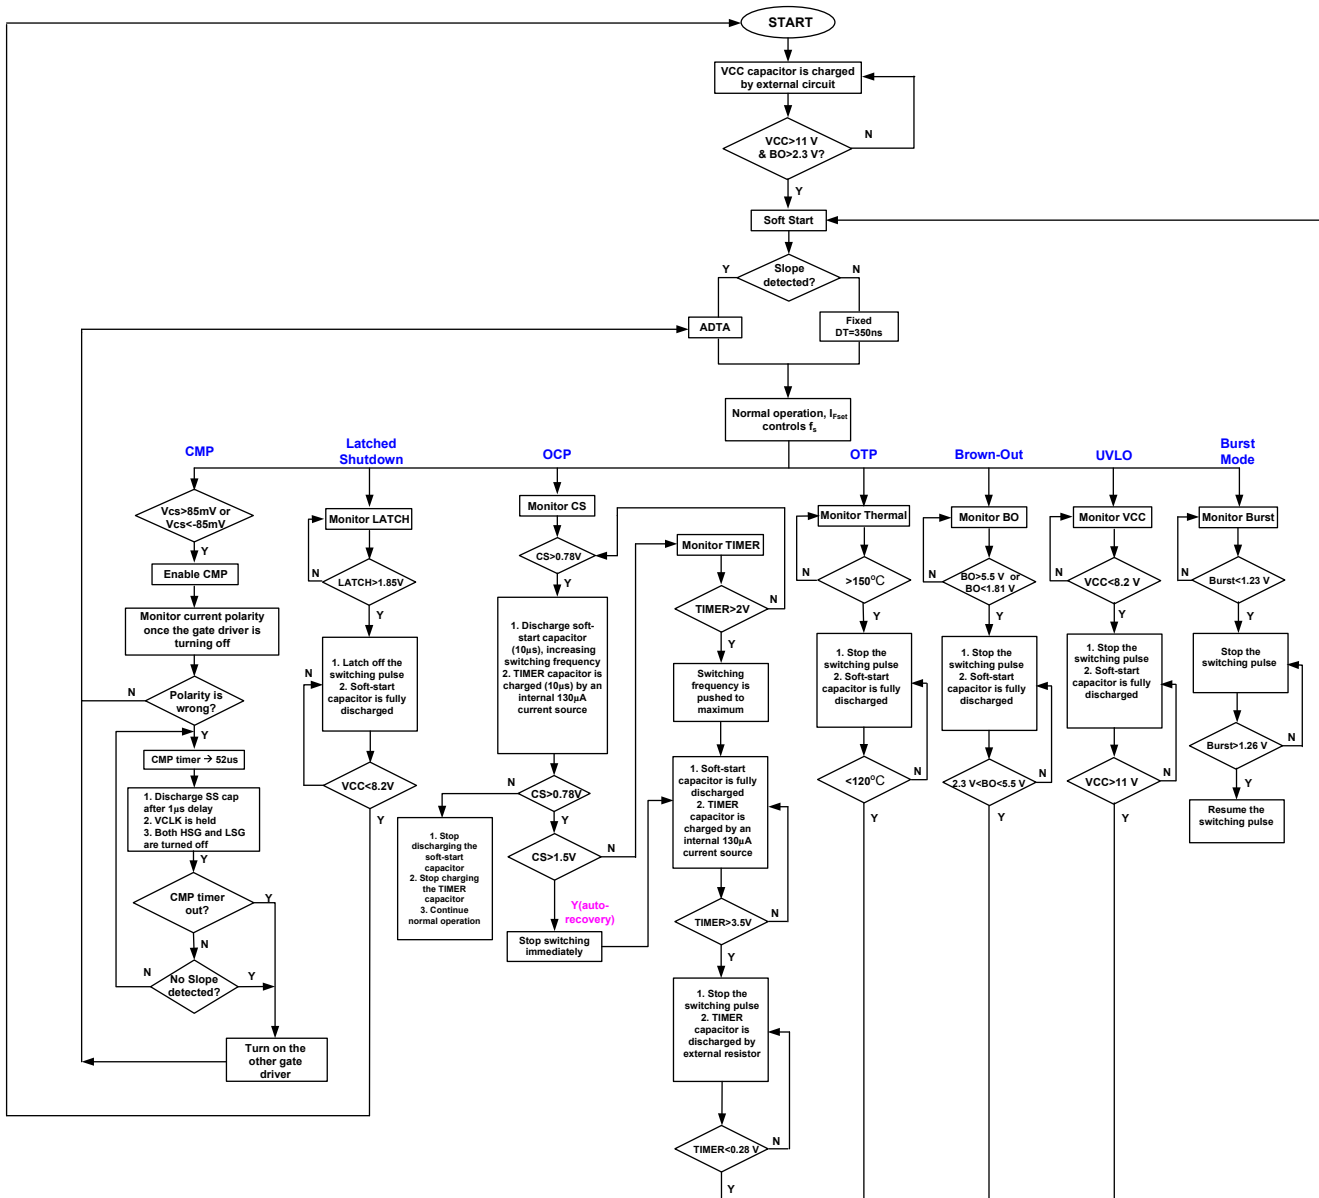 START
VCC capacitor is charged
by external circuit
VCC>11 V
& BO>2.3 V?
N
Y
Soft Start
Y
Slope
detected?
N
ADTA
Fixed
DT=350ns
Normal operation, IFset
controls fs
CMP
Latched
Shutdown
OCP
OTP
Brown-Out
UVLO
Burst
Mode
Vcs>85mV or
Vcs<-85mV
Y
Enable CMP
Monitor current polarity
once the gate driver is
turning off
N
Polarity is
wrong?
Y
CMP timer → 52us
1. Discharge SS cap
after 1µs delay
2. VCLK is held
3. Both HSG and LSG
are turned off
Y
CMP timer
out?
Y
N
N
No Slope
detected?
Y
Turn on the
other gate
driver
Monitor LATCH
N
LATCH>1.85V
Y
1. Latch off the
switching pulse
2. Soft-start
capacitor is fully
discharged
N
VCC<8.2V
Y
Monitor CS
CS>0.78V
Y
1. Discharge soft-
start capacitor
(10µs), increasing
switching frequency
2. TIMER capacitor is
charged (10µs) by an
internal 130µA
current source
N
CS>0.78V
Y
1. Stop
discharging the
soft-start
capacitor
2. Stop charging
the TIMER
capacitor
3. Continue
normal operation
CS>1.5V
N
Y(auto-
recovery)
Stop switching
immediately
Monitor TIMER
TIMER>2V
N
Y
Switching
frequency is
pushed to
maximum
1. Soft-start
capacitor is fully
discharged
2. TIMER
capacitor is
charged by an
internal 130µA
current source
N
TIMER>3.5V
Y
1. Stop the
switching pulse
2. TIMER
capacitor is
discharged by
external resistor
TIMER<0.28 V
N
Y
Monitor Thermal
N
>150°C
Y
1. Stop the
switching pulse
2. Soft-start
capacitor is fully
discharged
N
<120°C
Y
Monitor BO
N
BO>5.5 V or
BO<1.81 V
Y
1. Stop the
switching pulse
2. Soft-start
capacitor is fully
discharged
N
2.3 V<BO<5.5 V
Y
Monitor VCC
N
VCC<8.2 V
Y
1. Stop the
switching pulse
2. Soft-start
capacitor is fully
discharged
N
VCC>11 V
Y
Monitor Burst
N
Burst<1.23 V
Y
Stop the
switching pulse
N
Burst>1.26 V
Y
Resume the
switching pulse